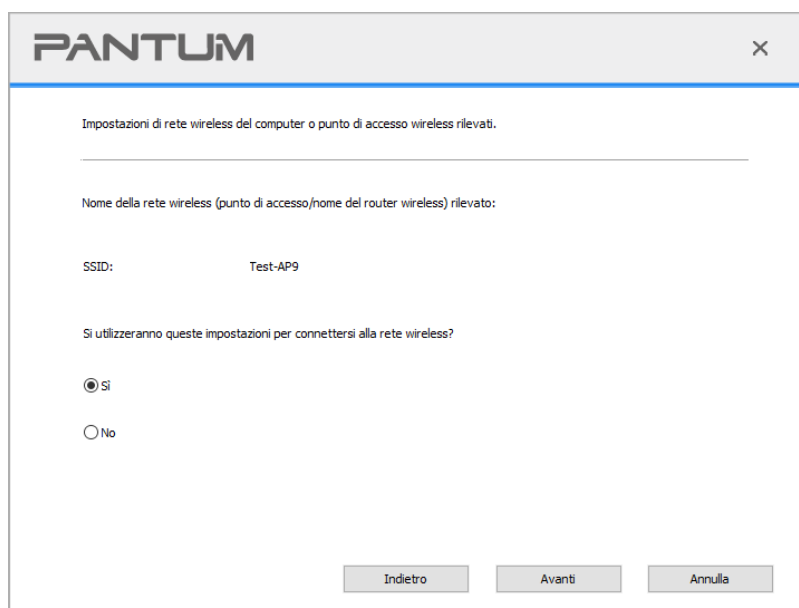 PANTUM
Impostazioni di rete wireless del computer o punto di accesso wireless rilevati.
Nome della rete wireless (punto di accesso/nome del router wireless) rilevato:
SSID: Test-AP9
Si utilizzeranno queste impostazioni per connettersi alla rete wireless?
Sì
No
Indietro Avanti Annulla